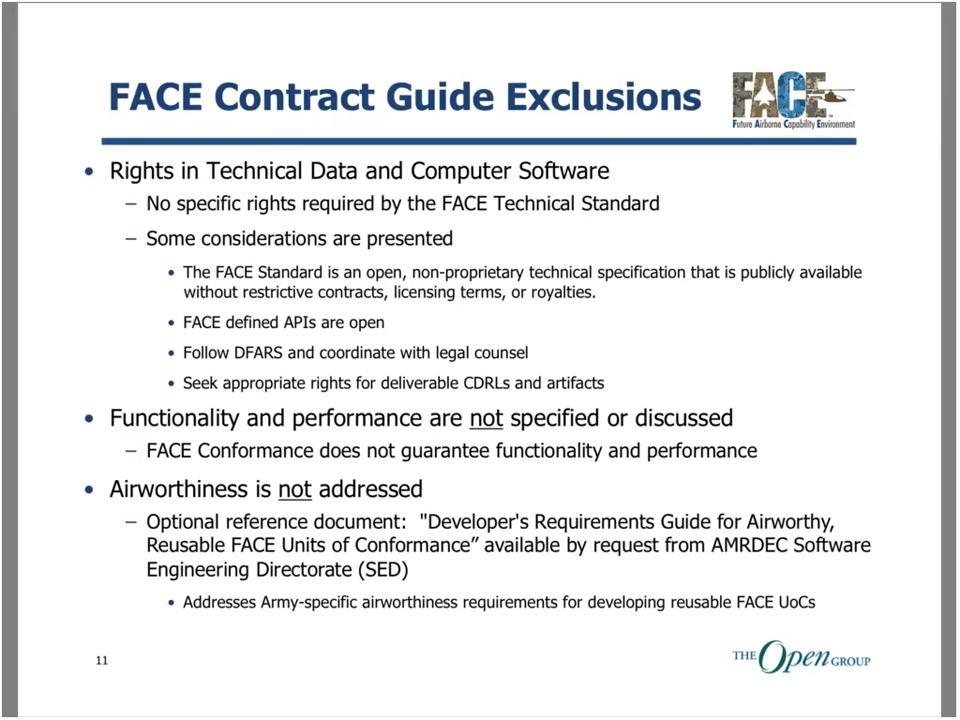 FACE Contract Guide Exclusions
FACE
™
Future Airborne Capability Environment
• Rights in Technical Data and Computer Software
– No specific rights required by the FACE Technical Standard
– Some considerations are presented
• The FACE Standard is an open, non-proprietary technical specification that is publicly available
without restrictive contracts, licensing terms, or royalties.
• FACE defined APIs are open
• Follow DFARS and coordinate with legal counsel
• Seek appropriate rights for deliverable CDRLs and artifacts
• Functionality and performance are not specified or discussed
– FACE Conformance does not guarantee functionality and performance
• Airworthiness is not addressed
– Optional reference document:  "Developer's Requirements Guide for Airworthy,
Reusable FACE Units of Conformance” available by request from AMRDEC Software
Engineering Directorate (SED)
• Addresses Army-specific airworthiness requirements for developing reusable FACE UoCs
11
THE Open GROUP